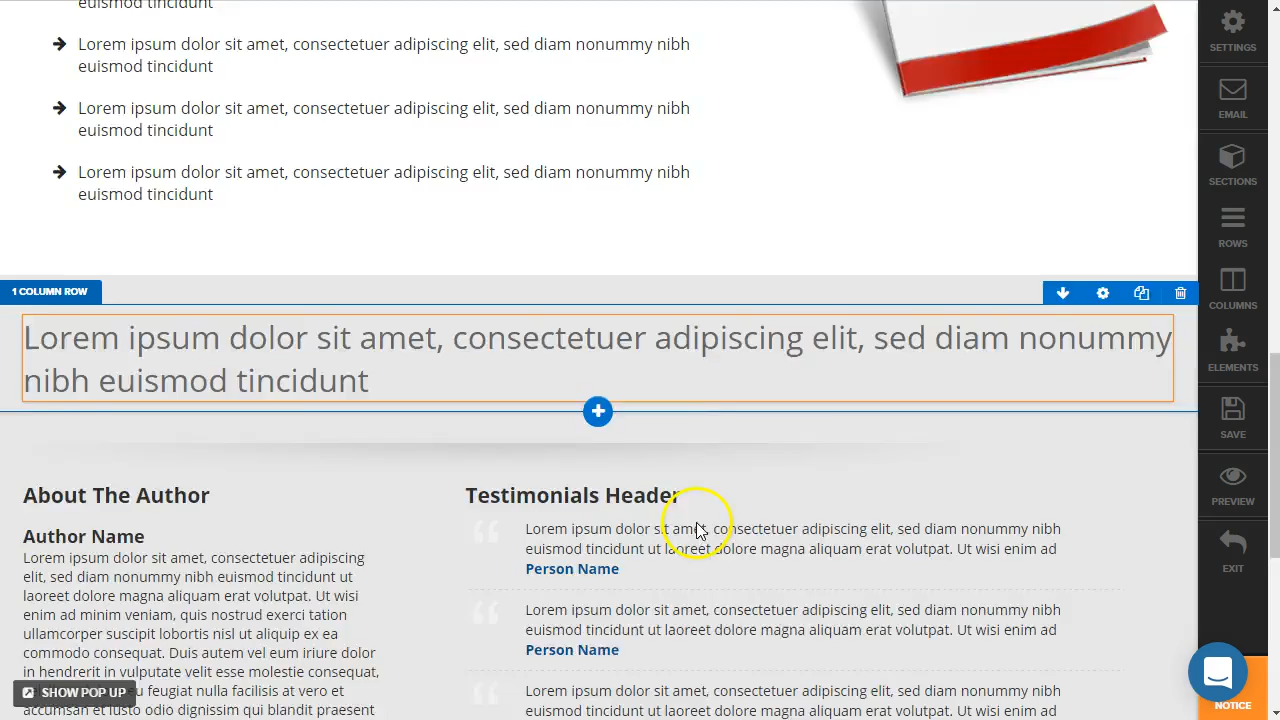 euismod tincidunt
Lorem ipsum dolor sit amet, consectetuer adipiscing elit, sed diam nonummy nibh
euismod tincidunt
Lorem ipsum dolor sit amet, consectetuer adipiscing elit, sed diam nonummy nibh
euismod tincidunt
Lorem ipsum dolor sit amet, consectetuer adipiscing elit, sed diam nonummy nibh
euismod tincidunt
1 COLUMN ROW
Lorem ipsum dolor sit amet, consectetuer adipiscing elit, sed diam nonummy
nibh euismod tincidunt
About The Author
Author Name
Lorem ipsum dolor sit amet, consectetuer adipiscing
elit, sed diam nonummy nibh euismod tincidunt ut
laoreet dolore magna aliquam erat volutpat. Ut wisi
enim ad minim veniam, quis nostrud exerci tation
ullamcorper suscipit lobortis nisl ut aliquip ex ea
commodo consequat. Duis autem vel eum iriure dolor
in hendrerit in vulputate velit esse molestie consequat,
eu feugiat nulla facilisis at vero et
accumsan et iusto odio dignissim qui blandit praesent
SHOW POP UP
Testimonials Header
Lorem ipsum dolor sit amet, consectetuer adipiscing elit, sed diam nonummy nibh
euismod tincidunt ut laoreet dolore magna aliquam erat volutpat. Ut wisi enim ad
Person Name
Lorem ipsum dolor sit amet, consectetuer adipiscing elit, sed diam nonummy nibh
euismod tincidunt ut laoreet dolore magna aliquam erat volutpat. Ut wisi enim ad
Person Name
Lorem ipsum dolor sit amet, consectetuer adipiscing elit, sed diam nonummy nibh
euismod tincidunt ut laoreet dolore magna aliquam erat volutpat. Ut wisi enim ad
SETTINGS
EMAIL
SECTIONS
ROWS
COLUMNS
ELEMENTS
SAVE
PREVIEW
EXIT
NOTICE